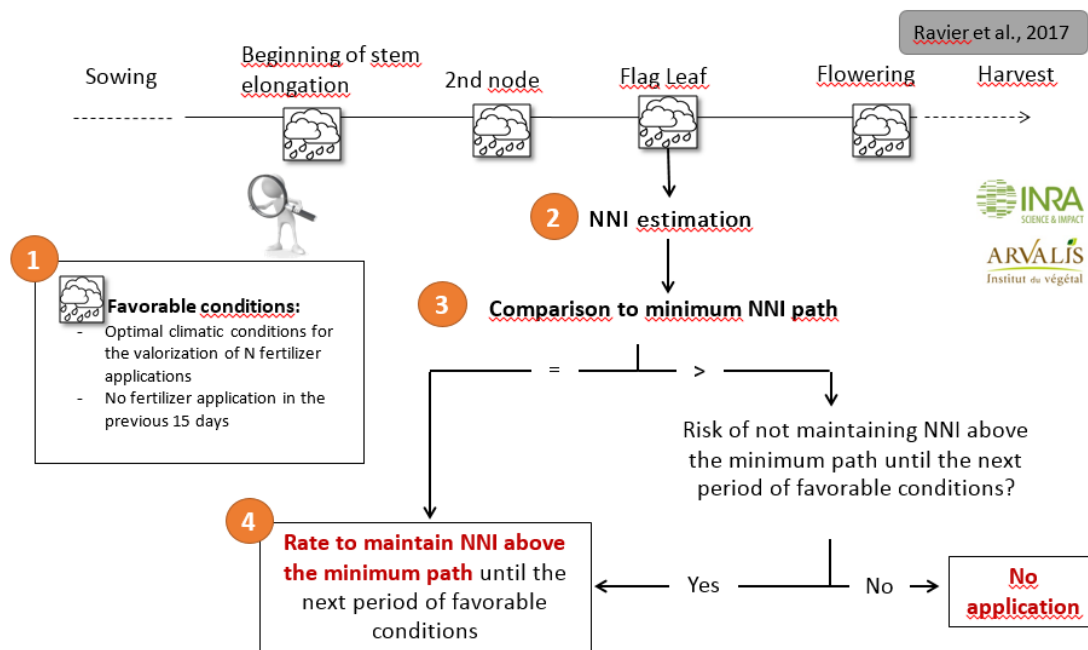 Ravier et al., 2017
Sowing
Beginning of stem
elongation
2nd node
Flag Leaf
Flowering
Harvest
INRA
SCIENCE & IMPACT
ARVALIS
Institut du végétal
2
NNI estimation
1
Favorable conditions:
- Optimal climatic conditions for
the valorization of N fertilizer
applications
- No fertilizer application in the
previous 15 days
3
Comparison to minimum NNI path
=
>
Risk of not maintaining NNI above
the minimum path until the next
period of favorable conditions?
4
Rate to maintain NNI above
the minimum path until the
next period of favorable
conditions
Yes
No
No
application